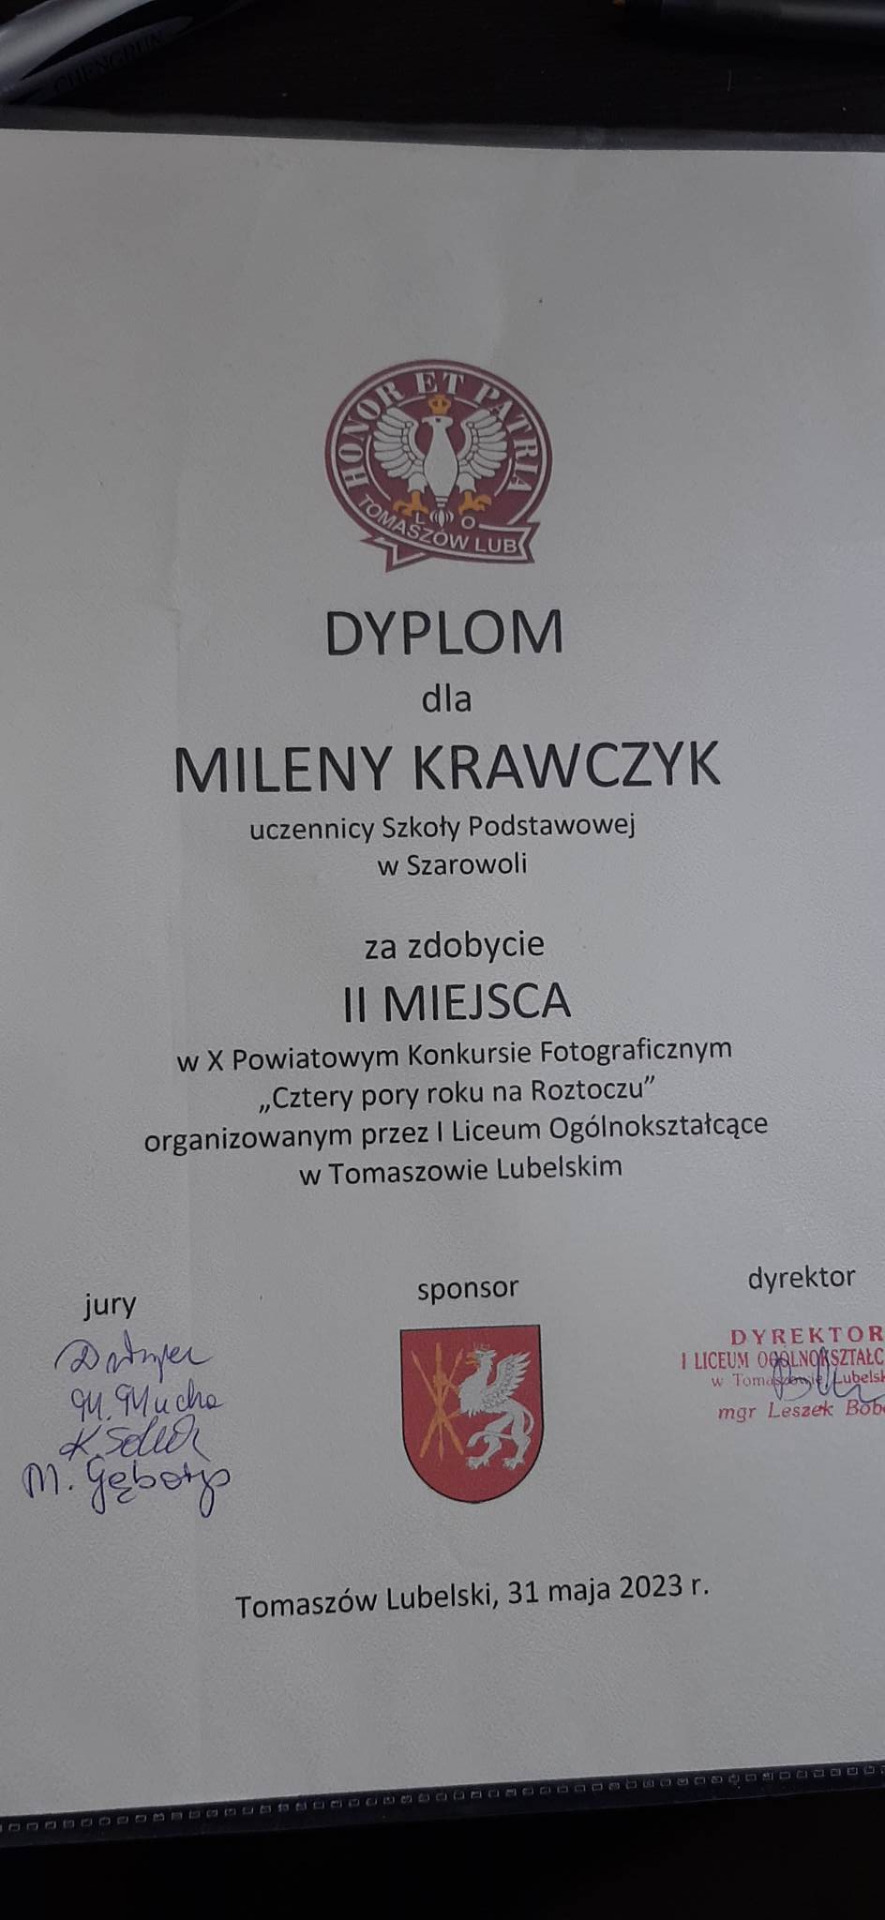 CHENGRUN
HONOR ET PATRIA
L O
TOMASZÓW LUB
DYPLOM
dla
MILENY KRAWCZYK
uczennicy Szkoły Podstawowej
w Szarowoli
za zdobycie
II MIEJSCA
w X Powiatowym Konkursie Fotograficznym
„Cztery pory roku na Roztoczu”
organizowanym przez I Liceum Ogólnokształcące
w Tomaszowie Lubelskim
jury
M. Mucha
sponsor
dyrektor
DYREKTOR
I LICEUM OGÓLNOKSZTAŁC
w Tomaszowie Lubelsk
mgr Leszek Bob
Tomaszów Lubelski, 31 maja 2023 r.